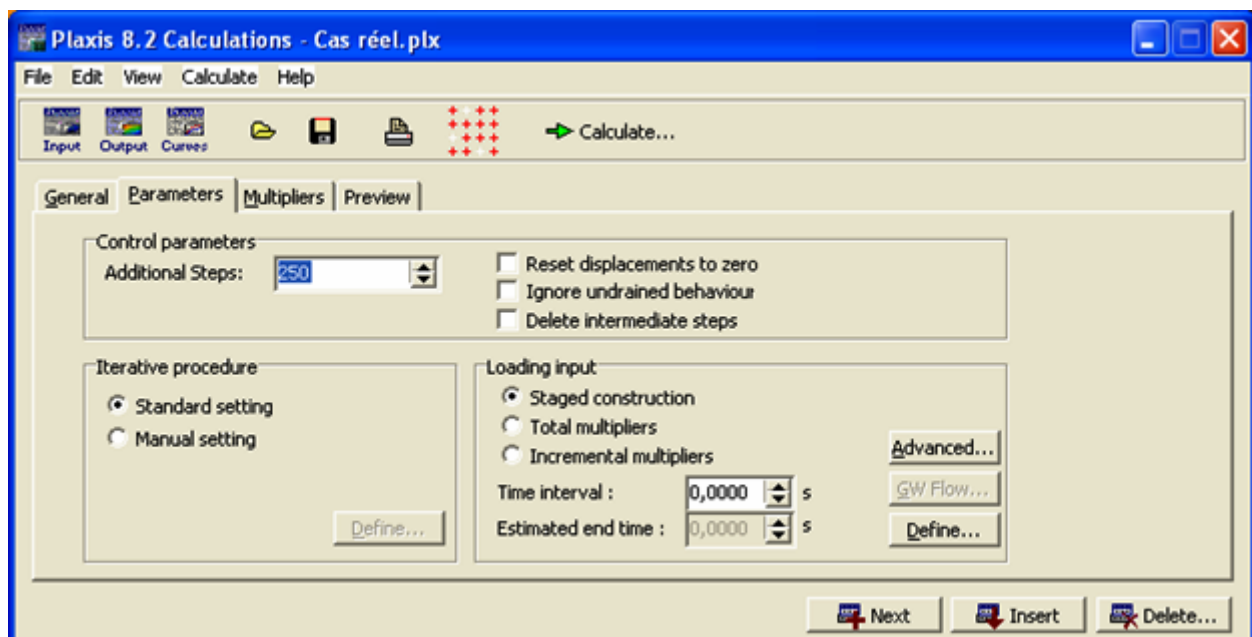 Plaxis 8.2 Calculations - Cas réel.plx
File Edit View Calculate Help
Input Output Curves Calculate...
General Parameters Multipliers Preview
Control parameters
Additional Steps: 250
Reset displacements to zero
Ignore undrained behaviour
Delete intermediate steps
Iterative procedure
Standard setting
Manual setting
Define...
Loading input
Staged construction
Total multipliers
Incremental multipliers
Advanced...
Time interval : 0,0000 s
GW Flow...
Estimated end time : 0,0000 s
Define...
Next Insert Delete...